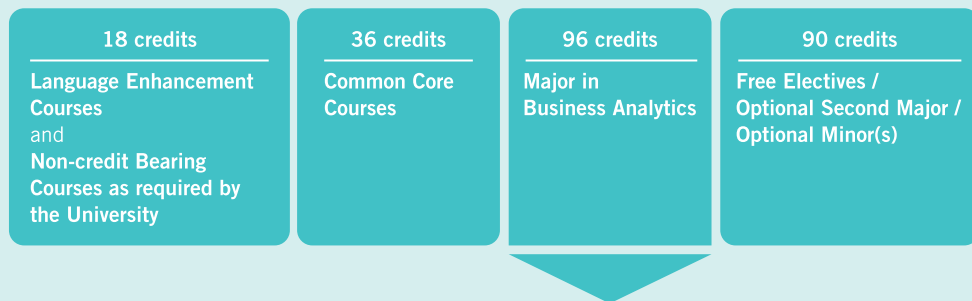 18 credits
Language Enhancement
Courses
and
Non-credit Bearing
Courses as required by
the University
36 credits
Common Core
Courses
96 credits
Major in
Business Analytics
90 credits
Free Electives /
Optional Second Major /
Optional Minor(s)